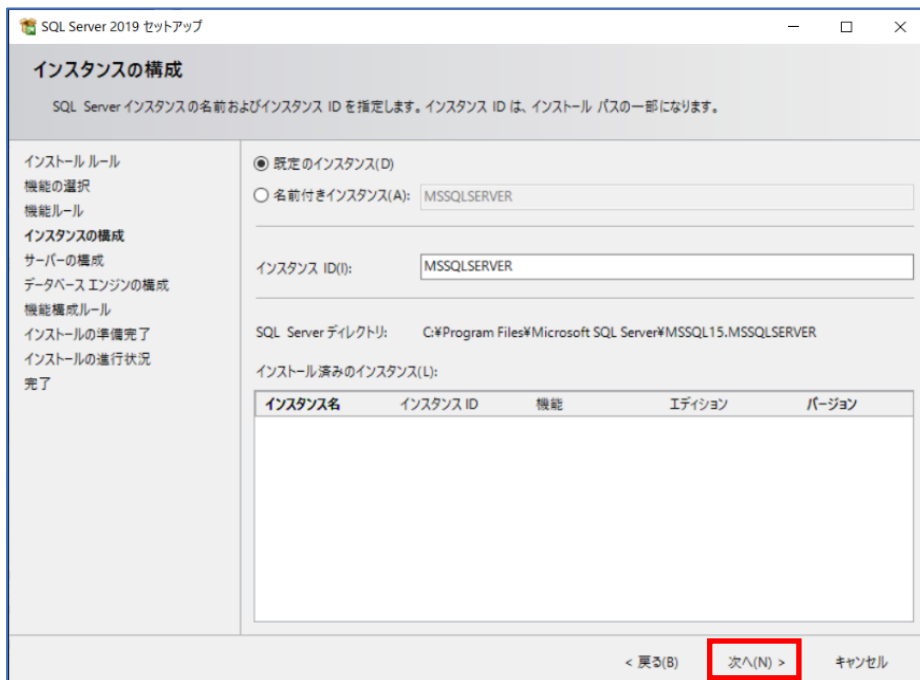 SQL Server 2019 セットアップ
インスタンスの構成
SQL Server インスタンスの名前およびインスタンス ID を指定します。インスタンス ID は、インストール パスの一部になります。
インストール ルール
機能の選択
機能ルール
インスタンスの構成
サーバーの構成
データベース エンジンの構成
機能構成ルール
インストールの準備完了
インストールの進行状況
完了
既定のインスタンス(D)
名前付きインスタンス(A): MSSQLSERVER
インスタンス ID(I): MSSQLSERVER
SQL Server ディレクトリ: C:¥Program Files¥Microsoft SQL Server¥MSSQL15.MSSQLSERVER
インストール済みのインスタンス(L):
インスタンス名 インスタンス ID 機能 エディション バージョン
< 戻る(B) 次へ(N) > キャンセル